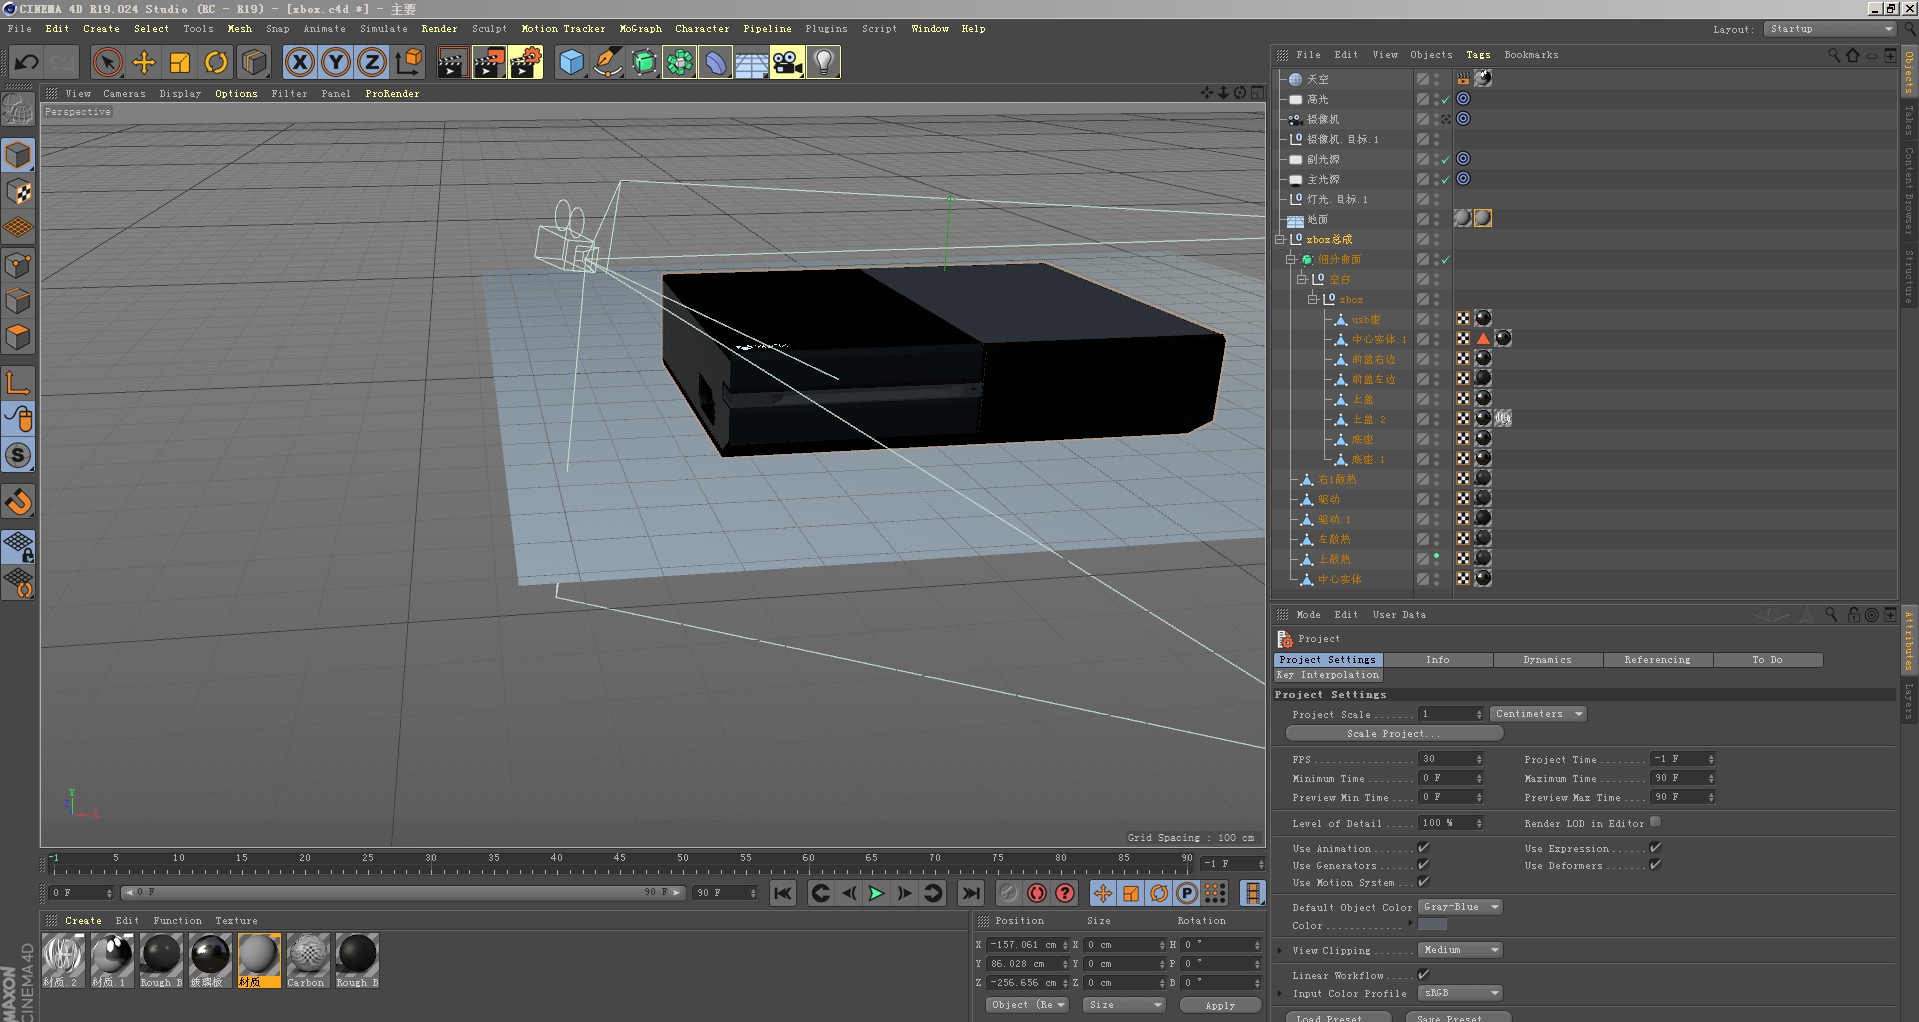 CINEMA 4D R19.024 Studio (RC - R19) - [xbox.c4d *] - 主要
File Edit Create Select Tools Mesh Snap Animate Simulate Render Sculpt Motion Tracker MoGraph Character Pipeline Plugins Script Window Help
Layout: Startup
View Cameras Display Options Filter Panel ProRender
Perspective
Grid Spacing : 100 cm
File Edit View Objects Tags Bookmarks
天空
高光
摄像机
摄像机.目标.1
副光源
主光源
灯光.目标.1
地面
xbox总成
细分曲面
空白
xbox
usb座
中心实体.1
前盖右边
前盖左边
上盖
上盖.2
底座
底座.1
右1散热
驱动
驱动.1
左散热
上散热
中心实体
Objects
Takes
Content Browser
Structure
Mode Edit User Data
Project
Project Settings Info Dynamics Referencing To Do
Key Interpolation
Project Settings
Project Scale 1 Centimeters
Scale Project...
FPS 30 Project Time -1 F
Minimum Time 0 F Maximum Time 90 F
Preview Min Time 0 F Preview Max Time 90 F
Level of Detail 100 % Render LOD in Editor
Use Animation Use Expression
Use Generators Use Deformers
Use Motion System
Default Object Color Gray-Blue
Color
View Clipping Medium
Linear Workflow
Input Color Profile sRGB
Load Preset... Save Preset...
Attributes
Layers
-1 5 10 15 20 25 30 35 40 45 50 55 60 65 70 75 80 85 90 -1 F
0 F 0 F 90 F 90 F
Create Edit Function Texture
材质.2 材质.1 Rough B 玻璃板 材质 Carbon Rough B
Position Size Rotation
X -157.061 cm X 0 cm H 0 °
Y 86.028 cm Y 0 cm P 0 °
Z -256.656 cm Z 0 cm B 0 °
Object (Re Size Apply
MAXON CINEMA4D